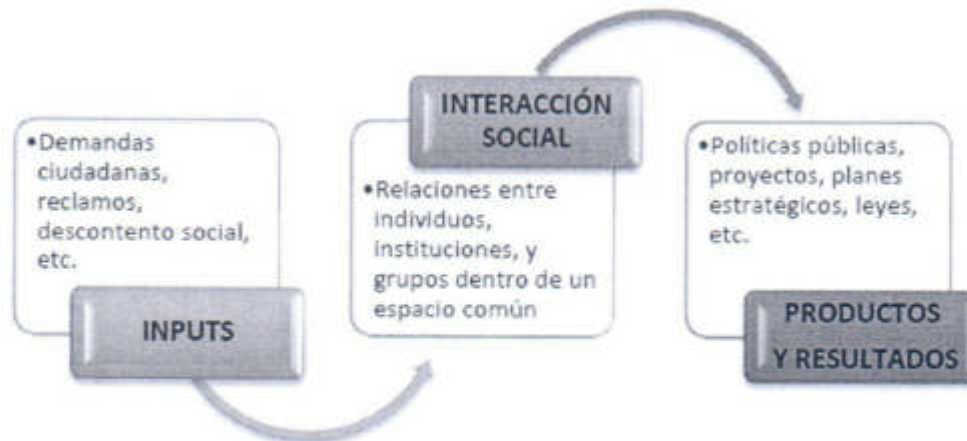 •Demandas
ciudadanas,
reclamos,
descontento social,
etc.
INPUTS
INTERACCIÓN
SOCIAL
•Relaciones entre
individuos,
instituciones, y
grupos dentro de un
espacio común
•Políticas públicas,
proyectos, planes
estratégicos, leyes,
etc.
PRODUCTOS
Y RESULTADOS